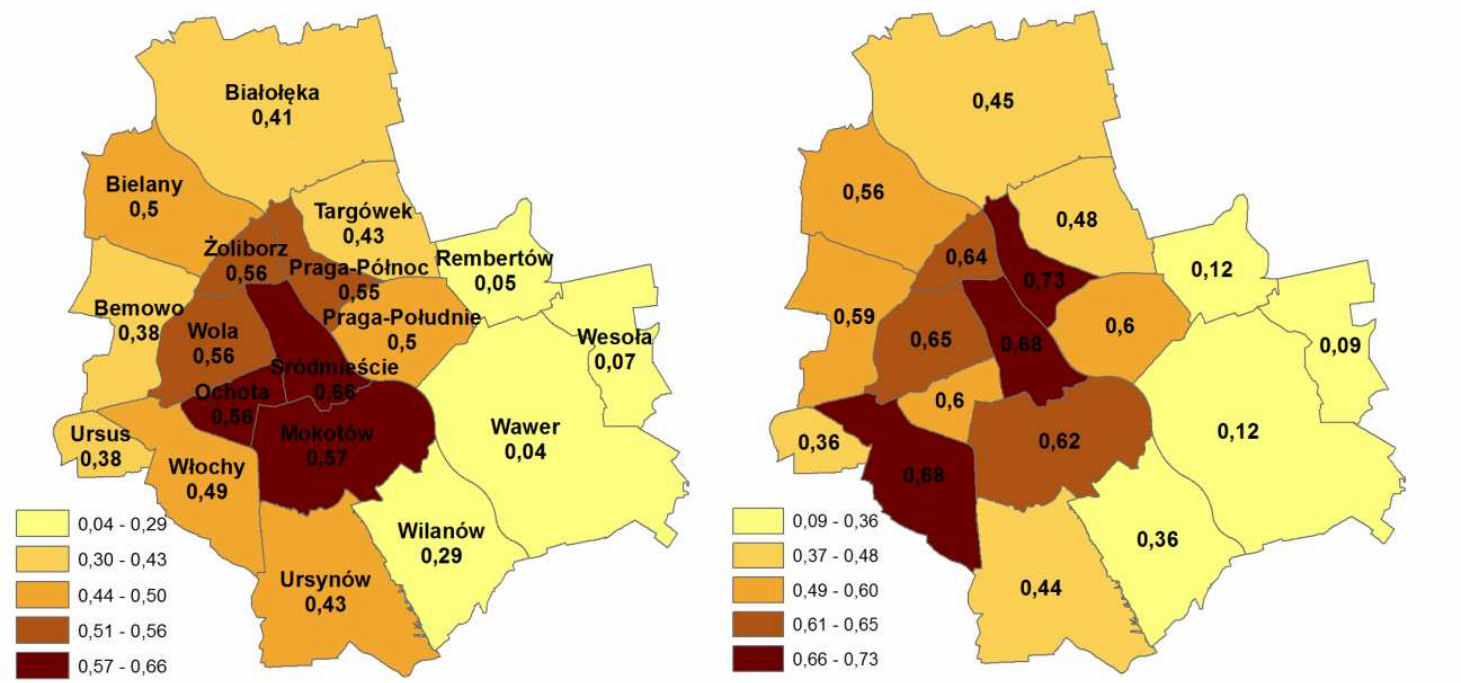 Białołęka
0,41
Bielany
0,5
Targówek
0,43
Żoliborz
0,56
Praga-Północ
0,55
Rembertów
0,05
Bemowo
0,38
Wola
0,56
Praga-Południe
0,5
Wesoła
0,07
Śródmieście
0,66
Ochota
0,56
Mokotów
0,57
Wawer
0,04
Ursus
0,38
Włochy
0,49
Wilanów
0,29
Ursynów
0,43
0,04 - 0,29
0,30 - 0,43
0,44 - 0,50
0,51 - 0,56
0,57 - 0,66
0,45
0,56
0,48
0,64
0,73
0,12
0,59
0,65
0,68
0,6
0,09
0,6
0,62
0,12
0,36
0,68
0,36
0,44
0,09 - 0,36
0,37 - 0,48
0,49 - 0,60
0,61 - 0,65
0,66 - 0,73